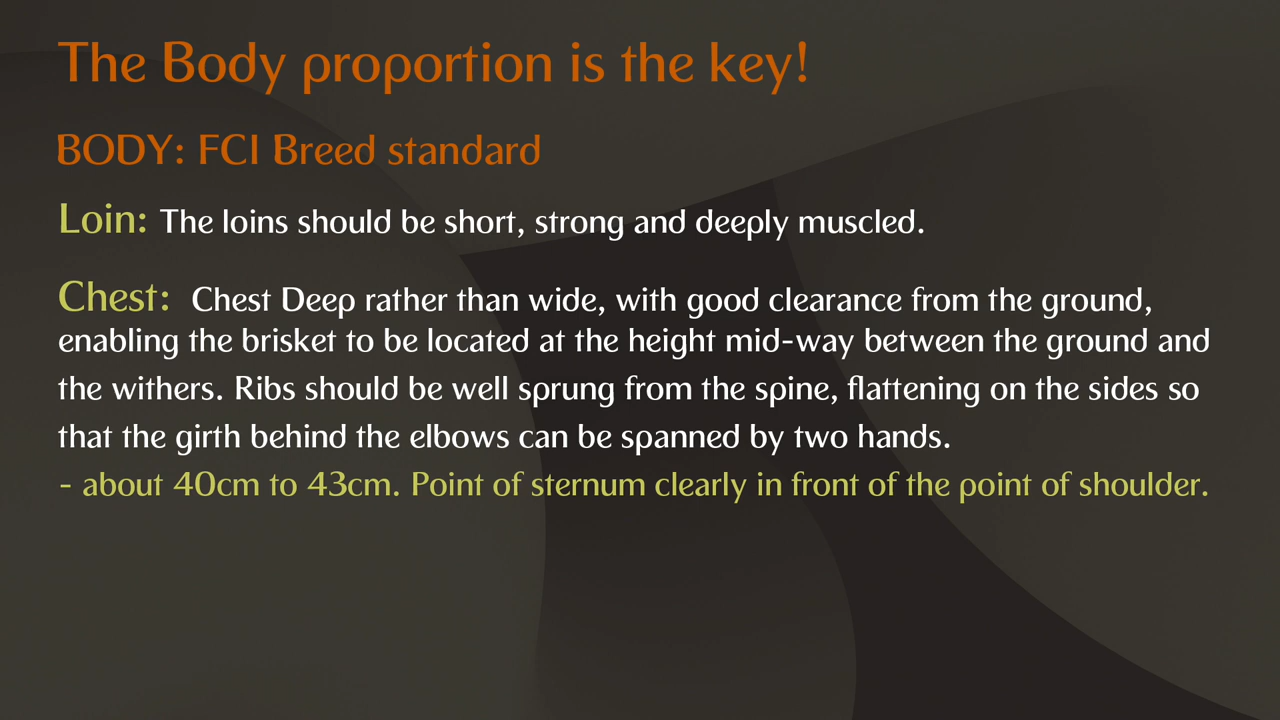 The Body proportion is the key!
BODY: FCI Breed standard
Loin: The loins should be short, strong and deeply muscled.
Chest: Chest Deep rather than wide, with good clearance from the ground,
enabling the brisket to be located at the height mid-way between the ground and
the withers. Ribs should be well sprung from the spine, flattening on the sides so
that the girth behind the elbows can be spanned by two hands.
- about 40cm to 43cm. Point of sternum clearly in front of the point of shoulder.